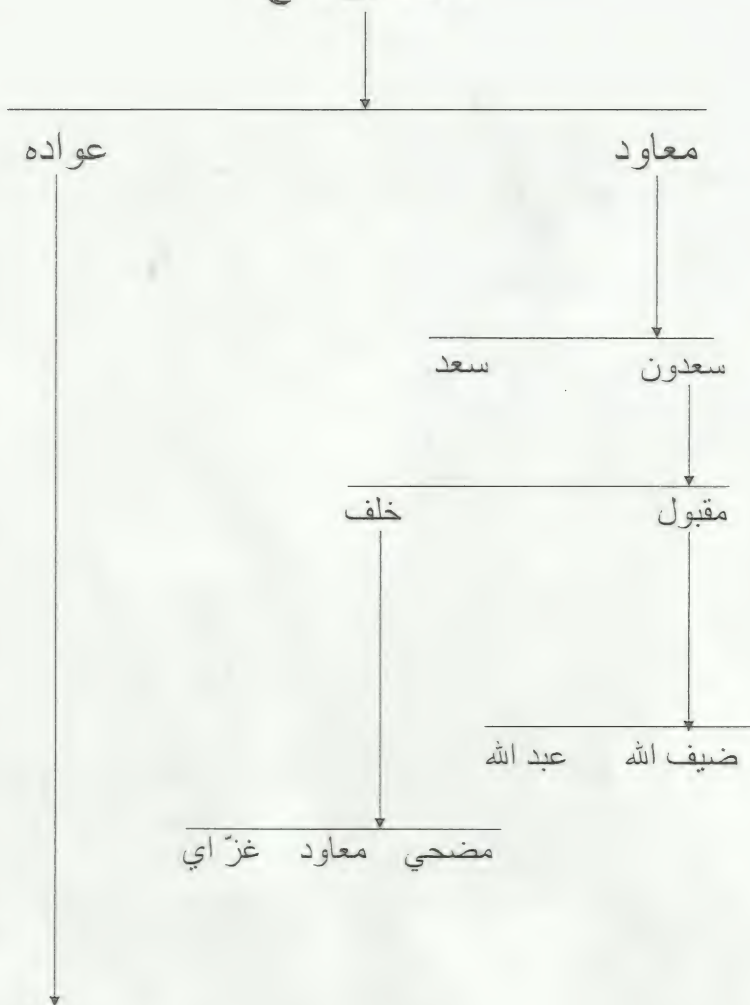 معاود عواده
سعدون سعد
مقبول خلف
ضيف الله عبد الله
مضحي معاود غزّاي